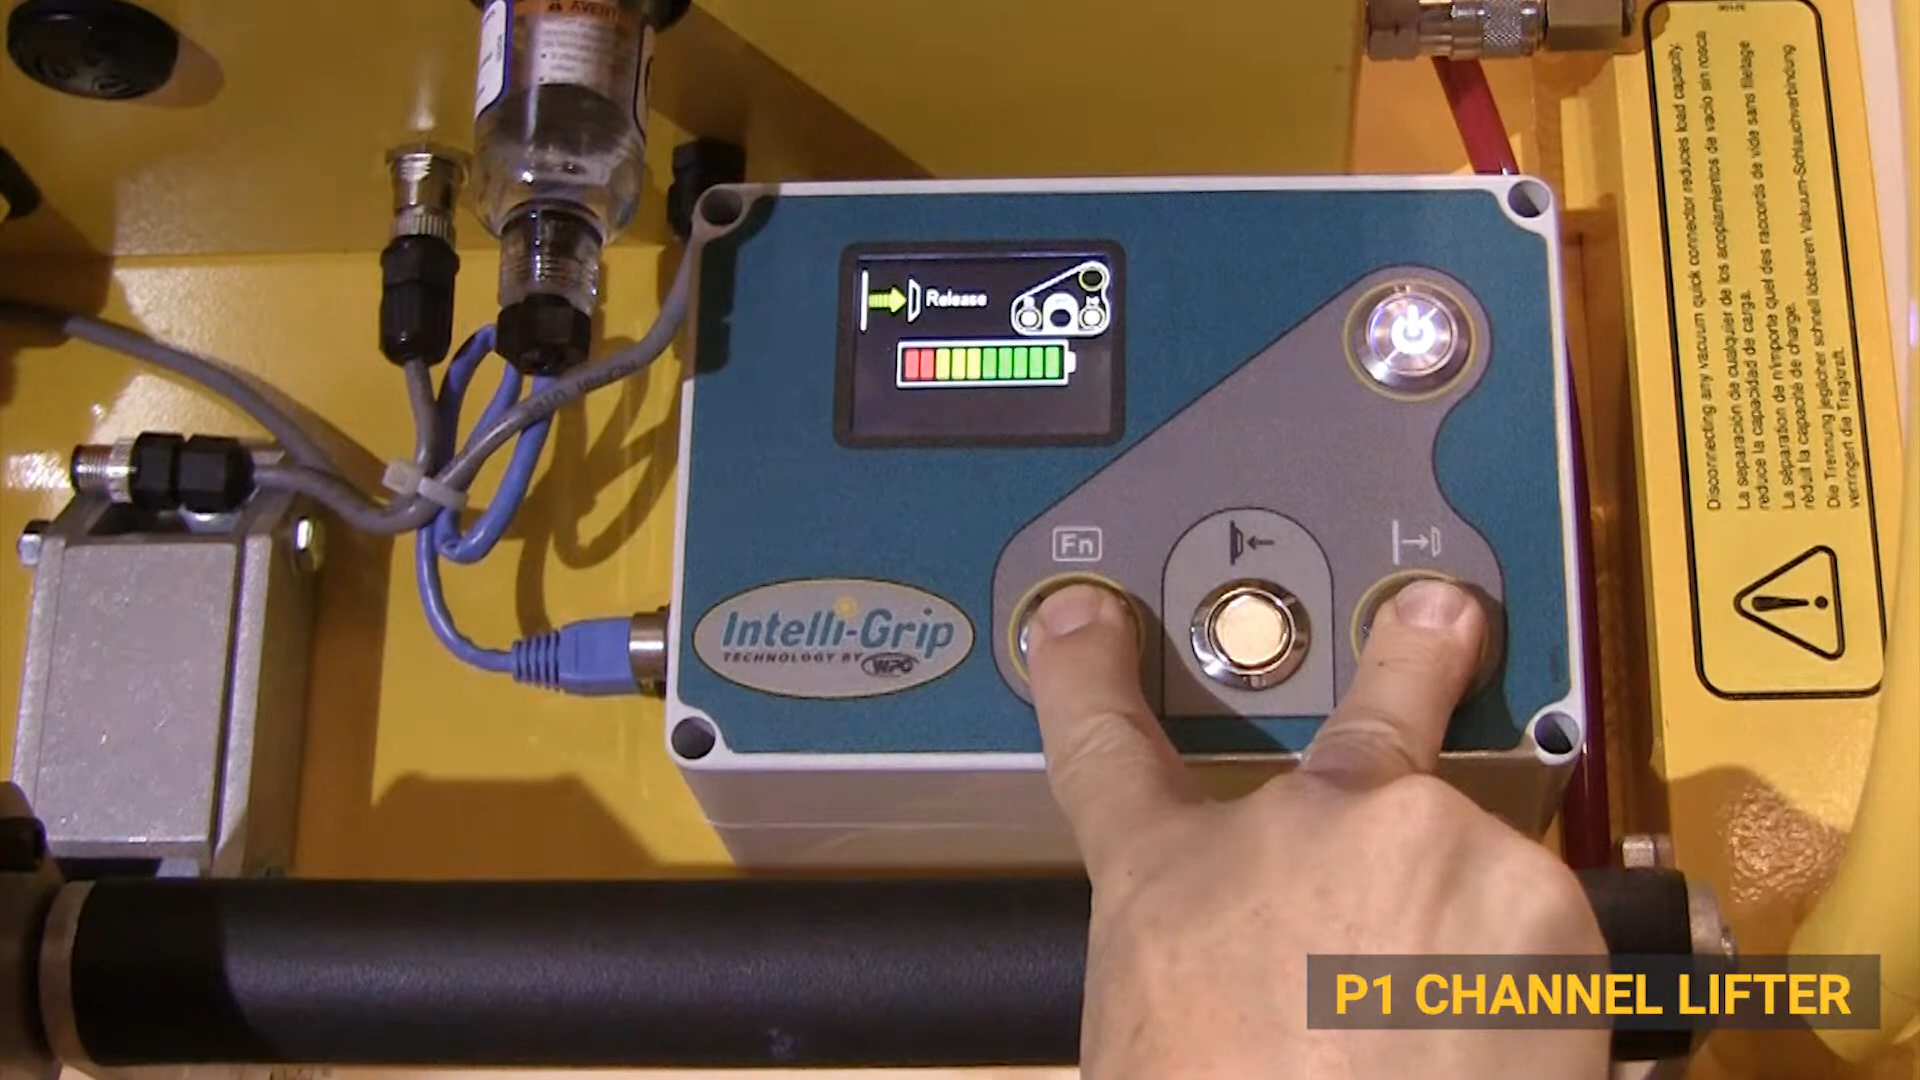 AVERT
Release
Fn
Intelli-Grip
TECHNOLOGY BY WPG
Disconnecting any vacuum quick connector reduces load capacity.
La separación de cualquier de los acoplamientos de vacío sin rosca
reduce la capacidad de carga.
La séparation de n'importe quel des raccords de vide sans filetage
réduit la capacité de charge.
Die Trennung jeglicher schnell lösbaren Vakuum-Schlauchverbindung
verringert die Tragkraft.
P1 CHANNEL LIFTER